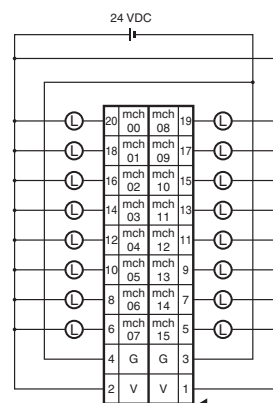 24 VDC
L 20 mch 00 mch 08 19 L
L 18 mch 01 mch 09 17 L
L 16 mch 02 mch 10 15 L
L 14 mch 03 mch 11 13 L
L 12 mch 04 mch 12 11 L
L 10 mch 05 mch 13 9 L
L 8 mch 06 mch 14 7 L
L 6 mch 07 mch 15 5 L
4 G G 3
2 V V 1